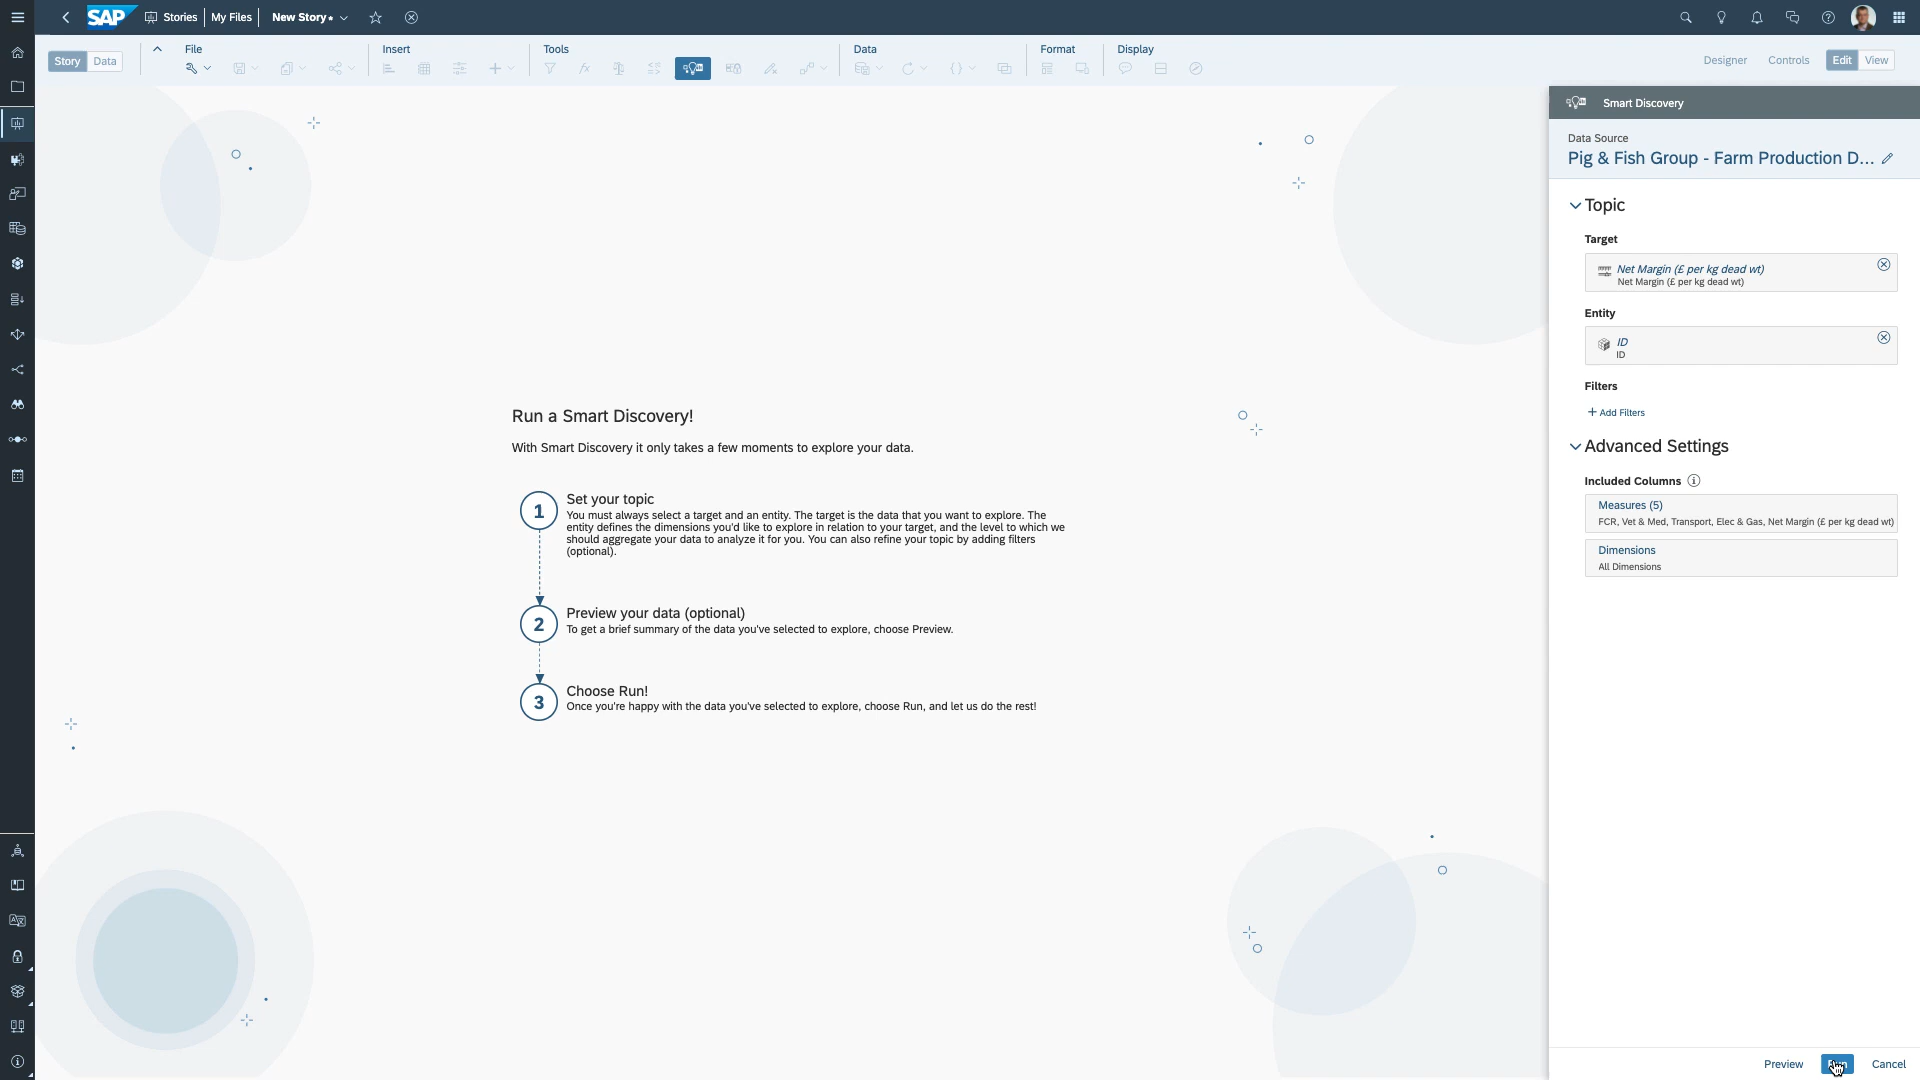 SAP Stories My Files New Story*
Story Data
File Insert Tools Data Format Display
Designer Controls Edit View
Smart Discovery
Data Source
Pig & Fish Group - Farm Production D...
Topic
Target
Net Margin (£ per kg dead wt)
Net Margin (£ per kg dead wt)
Entity
ID
ID
Filters
+ Add Filters
Advanced Settings
Included Columns
Measures (5)
FCR, Vet & Med, Transport, Elec & Gas, Net Margin (£ per kg dead wt)
Dimensions
All Dimensions
Run a Smart Discovery!
With Smart Discovery it only takes a few moments to explore your data.
1 Set your topic
You must always select a target and an entity. The target is the data that you want to explore. The
entity defines the dimensions you'd like to explore in relation to your target, and the level to which we
should aggregate your data to analyze it for you. You can also refine your topic by adding filters
(optional).
2 Preview your data (optional)
To get a brief summary of the data you've selected to explore, choose Preview.
3 Choose Run!
Once you're happy with the data you've selected to explore, choose Run, and let us do the rest!
Preview Cancel